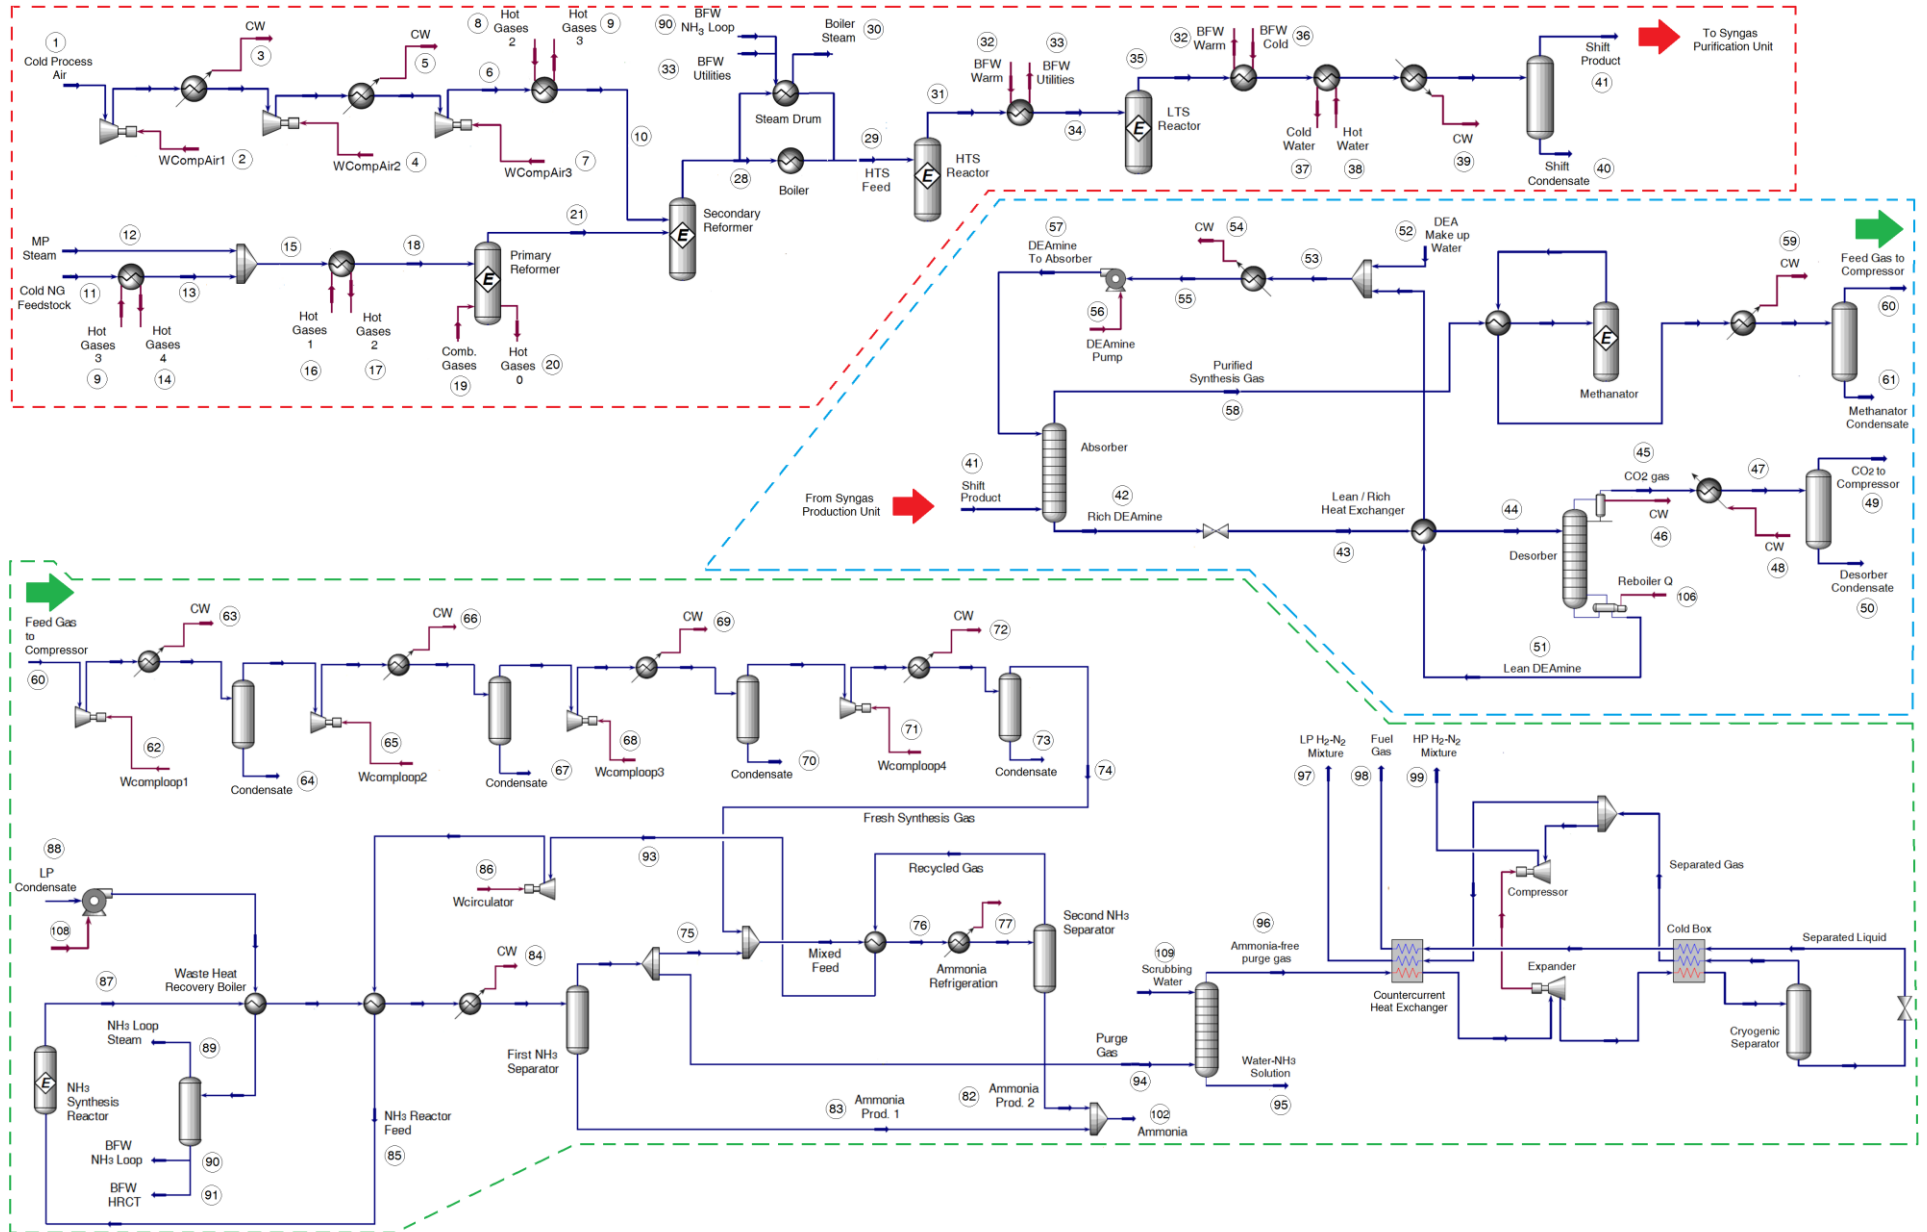 1
Cold Process
Air
CW
3
WCompAir1
2
CW
5
WCompAir2
4
8
Hot
Gases
2
Hot
Gases
3
9
6
WCompAir3
7
10
90
BFW
NH3 Loop
33
BFW
Utilities
Boiler
Steam
30
Steam Drum
28
Boiler
29
HTS
Feed
31
HTS
Reactor
32
BFW
Warm
33
BFW
Utilities
34
35
LTS
Reactor
32
BFW
Warm
BFW
Cold
36
Cold
Water
37
Hot
Water
38
CW
39
Shift
Product
41
Shift
Condensate
40
To Syngas
Purification Unit
12
MP
Steam
Cold NG
Feedstock
11
13
Hot
Gases
3
9
Hot
Gases
4
14
15
Hot
Gases
1
16
Hot
Gases
2
17
18
E
Primary
Reformer
Comb.
Gases
19
Hot
Gases
0
20
21
E
Secondary
Reformer
E
E
57
DEAmine
To Absorber
CW
54
52
DEA
Make up
Water
53
55
56
DEAmine
Pump
Purified
Synthesis Gas
58
E
Methanator
59
CW
Feed Gas to
Compressor
60
61
Methanator
Condensate
From Syngas
Production Unit
41
Shift
Product
Absorber
42
Rich DEAmine
Lean / Rich
Heat Exchanger
43
44
Desorber
45
CO2 gas
CW
46
47
CW
48
CO2 to
Compressor
49
Desorber
Condensate
50
Reboiler Q
106
51
Lean DEAmine
Feed Gas
to
Compressor
60
CW
63
62
Wcomploop1
Condensate
64
CW
66
65
Wcomploop2
Condensate
67
CW
69
68
Wcomploop3
Condensate
70
CW
72
71
Wcomploop4
73
Condensate
74
Fresh Synthesis Gas
88
LP
Condensate
108
86
Wcirculator
93
Recycled Gas
87
Waste Heat
Recovery Boiler
CW
84
75
Mixed
Feed
76
77
Ammonia
Refrigeration
Second NH3
Separator
NH3 Loop
Steam
89
E
NH3
Synthesis
Reactor
BFW
NH3 Loop
90
BFW
HRCT
91
NH3 Reactor
Feed
85
First NH3
Separator
83
Ammonia
Prod. 1
82
Ammonia
Prod. 2
102
Ammonia
Purge
Gas
94
109
Scrubbing
Water
96
Ammonia-free
purge gas
Water-NH3
Solution
95
LP H2-N2
Mixture
97
Fuel
Gas
98
HP H2-N2
Mixture
99
Countercurrent
Heat Exchanger
Compressor
Expander
Separated Gas
Cold Box
Separated Liquid
Cryogenic
Separator